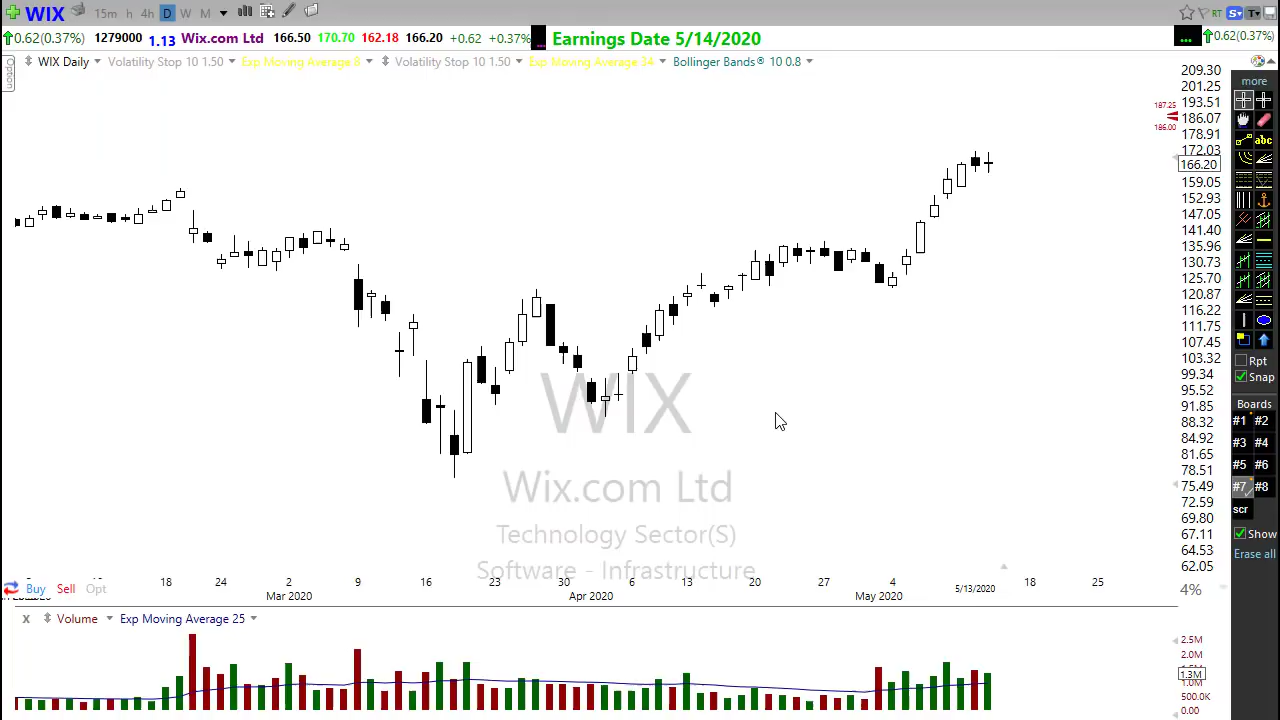 WIX 15m h 4h D W M RT S T
0.62(0.37%) 1279000 1.13 Wix.com Ltd 166.50 170.70 162.18 166.20 +0.62 +0.37% ... Earnings Date 5/14/2020 ... 0.62(0.37%)
Option
WIX Daily Volatility Stop 10 1.50 Exp Moving Average 8 Volatility Stop 10 1.50 Exp Moving Average 34 Bollinger Bands® 10 0.8
209.30
201.25
187.25
193.51
186.07
186.00
178.91
172.03
166.20
159.05
152.93
147.05
141.40
135.96
130.73
125.70
120.87
116.22
111.75
107.45
103.32
99.34
95.52
91.85
88.32
84.92
81.65
78.51
75.49
72.59
69.80
67.11
64.53
62.05
more
abc
Rpt
Snap
Boards
#1 #2
#3 #4
#5 #6
#7 #8
scr
Show
Erase all
WIX
Wix.com Ltd
Technology Sector(S)
Software - Infrastructure
18 24 2 9 16 23 30 6 13 20 27 4 5/13/2020 18 25
Mar 2020 Apr 2020 May 2020
Buy Sell Opt
4%
x Volume Exp Moving Average 25
2.5M
2.0M
1.3M
1.0M
500.0K
0.00